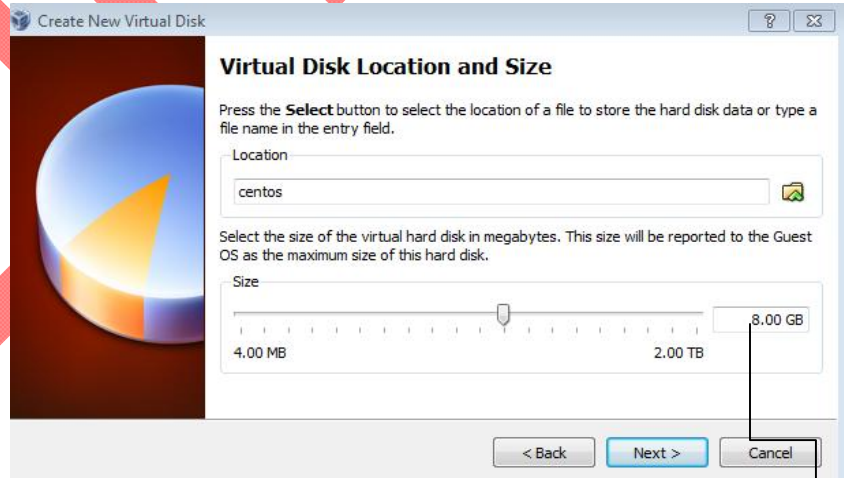 Create New Virtual Disk
Virtual Disk Location and Size
Press the Select button to select the location of a file to store the hard disk data or type a
file name in the entry field.
Location
centos
Select the size of the virtual hard disk in megabytes. This size will be reported to the Guest
OS as the maximum size of this hard disk.
Size
8.00 GB
4.00 MB 2.00 TB
< Back Next > Cancel